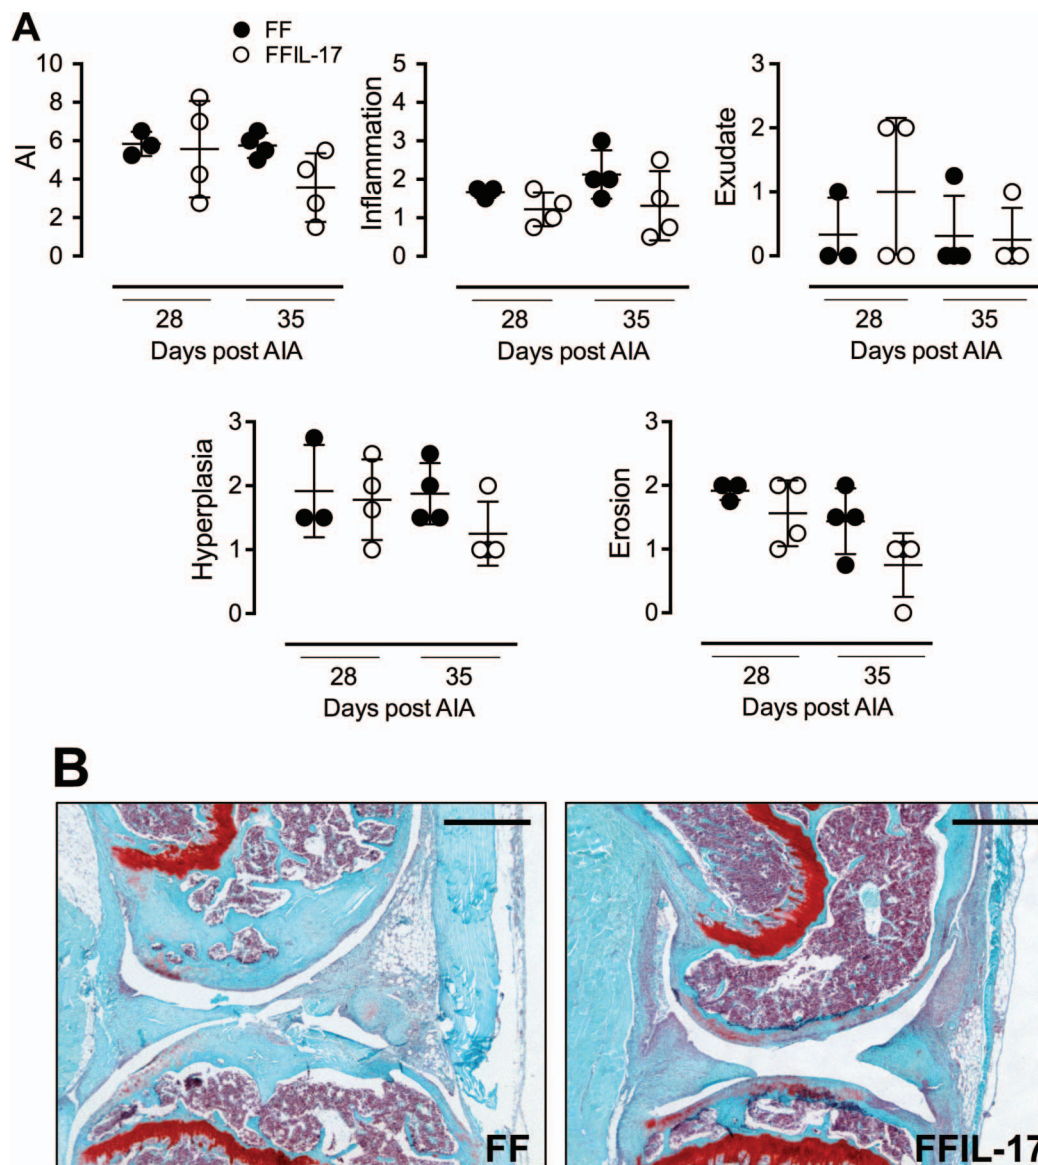 A
FF
FFIL-17
AI
10
8
6
4
2
0
28
35
Days post AIA
Inflammation
5
4
3
2
1
0
28
35
Days post AIA
Exudate
3
2
1
0
28
35
Days post AIA
Hyperplasia
3
2
1
0
28
35
Days post AIA
Erosion
3
2
1
0
28
35
Days post AIA
B
FF
FFIL-17